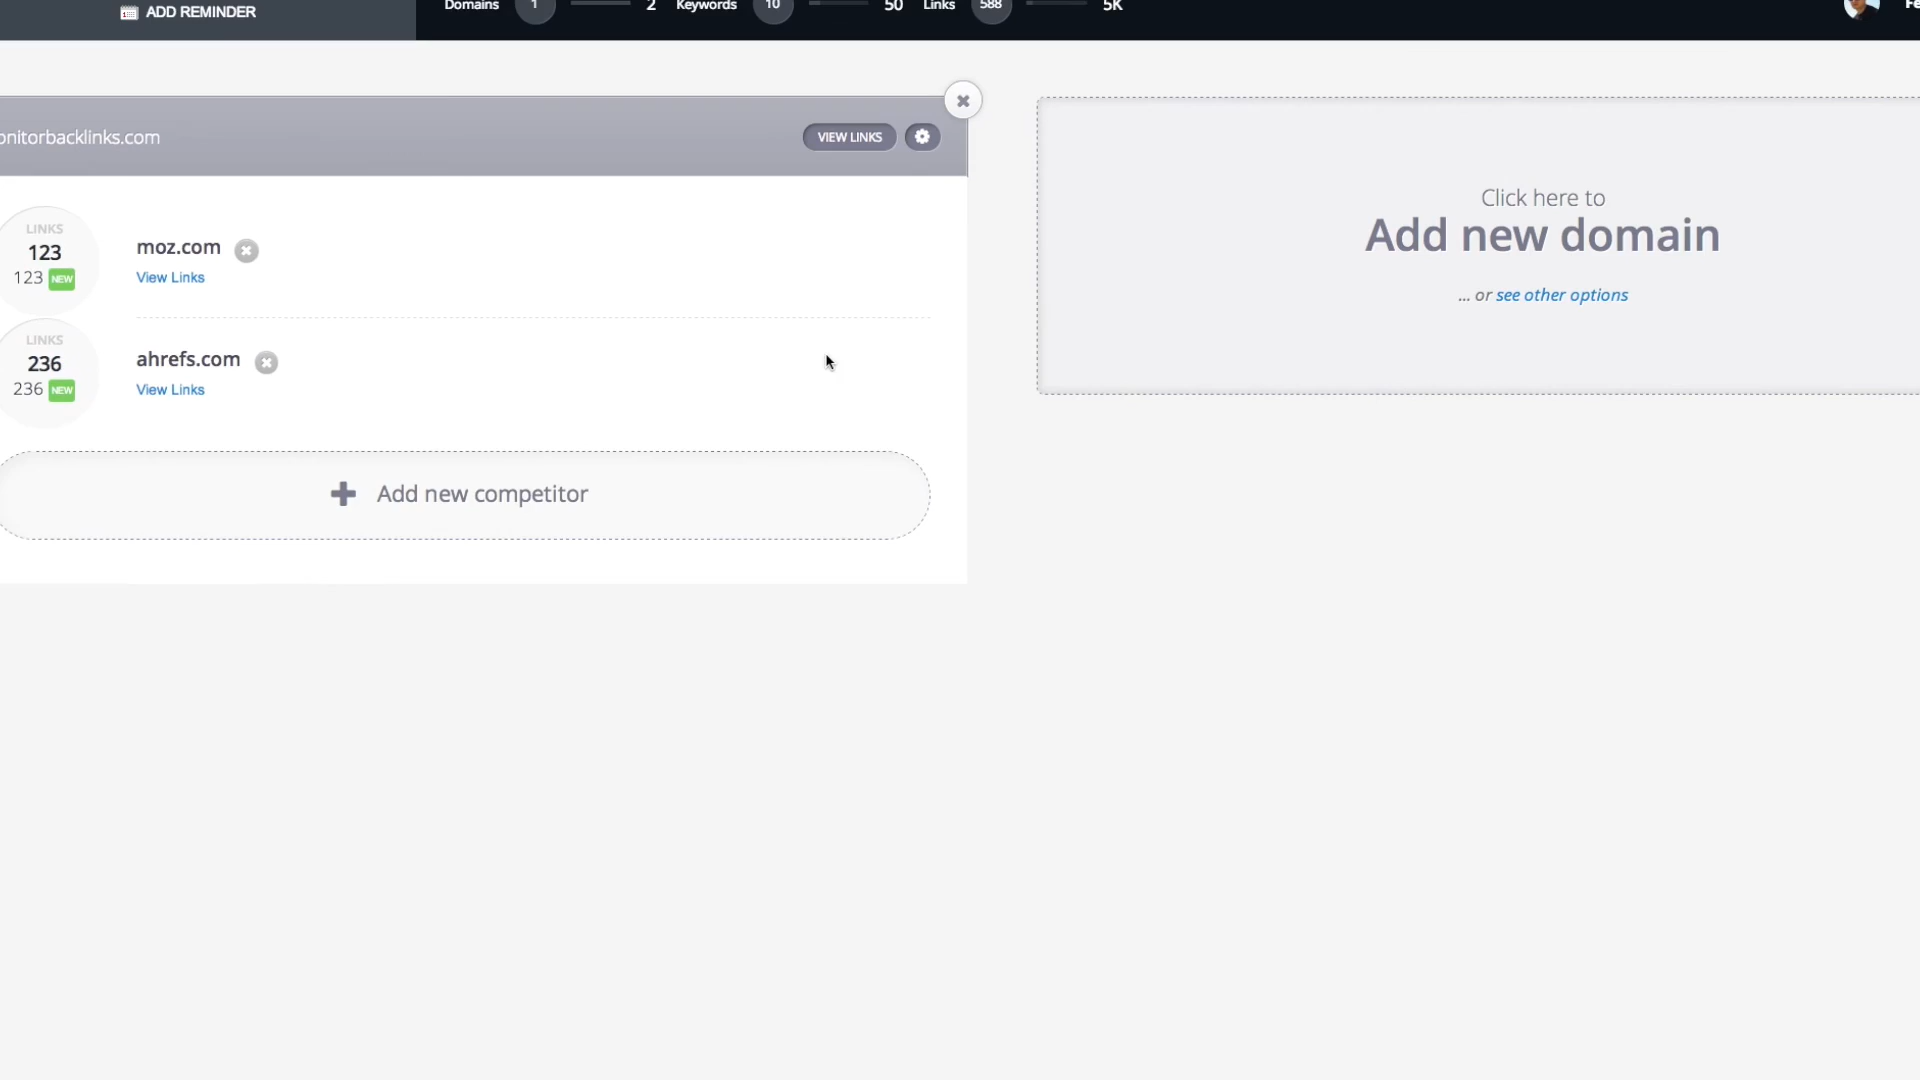 ADD REMINDER
Domains 1 2 Keywords 10 50 Links 588 5K
onitorbacklinks.com
VIEW LINKS
LINKS
123
123 NEW
moz.com
View Links
LINKS
236
236 NEW
ahrefs.com
View Links
Add new competitor
Click here to
Add new domain
... or see other options